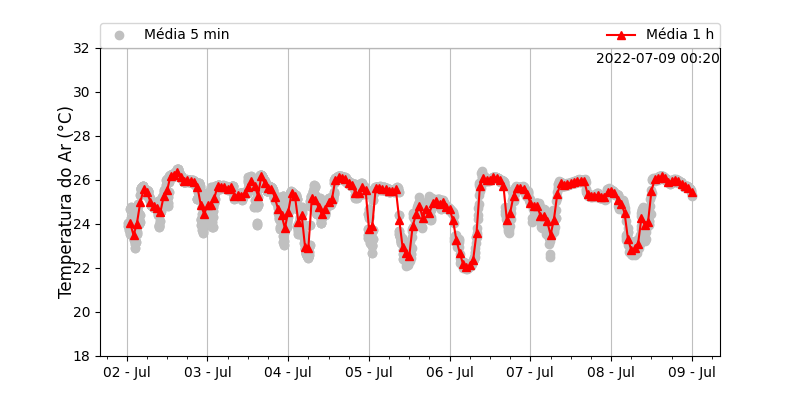 Média 5 min
Média 1 h
2022-07-09 00:20
Temperatura do Ar (°C)
32
30
28
26
24
22
20
18
02 - Jul
03 - Jul
04 - Jul
05 - Jul
06 - Jul
07 - Jul
08 - Jul
09 - Jul